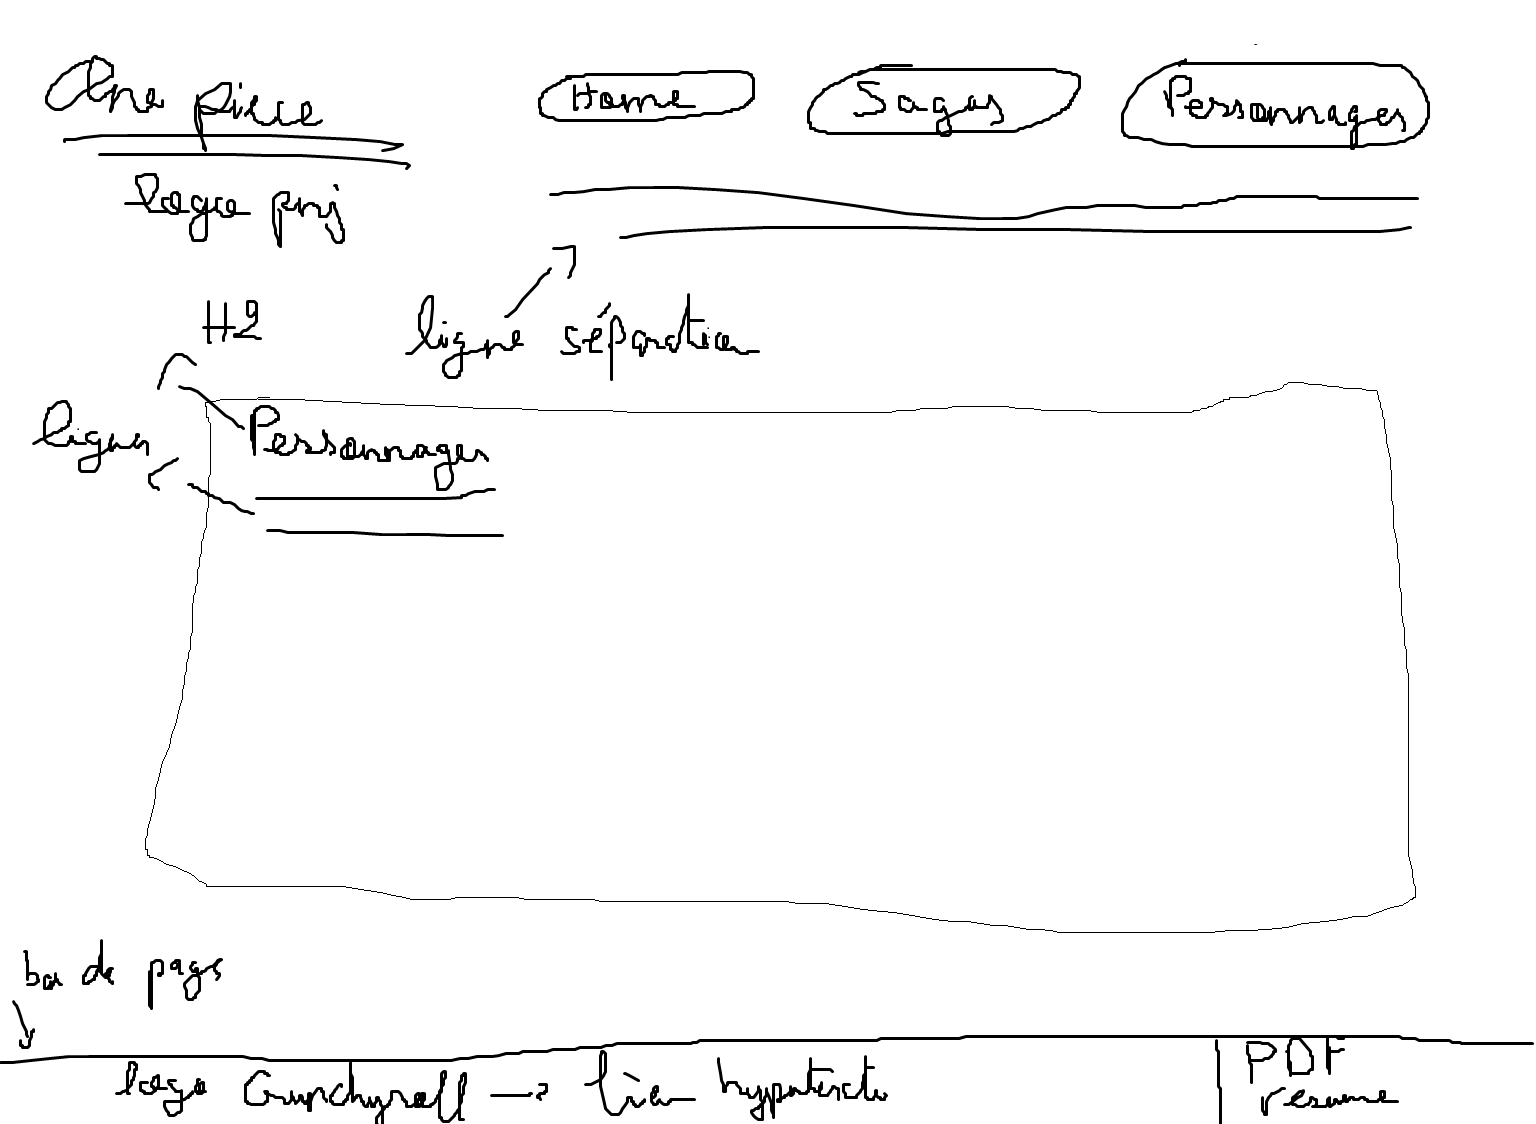 One piece
Home
Sagas
Personnages
logo prj
H2
ligne séparation
ligne
Personnages
bas de page
logo Crunchyroll → lien hypertexte
PDF
resume